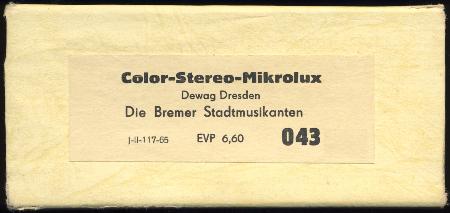 Color-Stereo-Mikrolux
Dewag Dresden
Die Bremer Stadtmusikanten
J-II-117-65 EVP 6,60 043